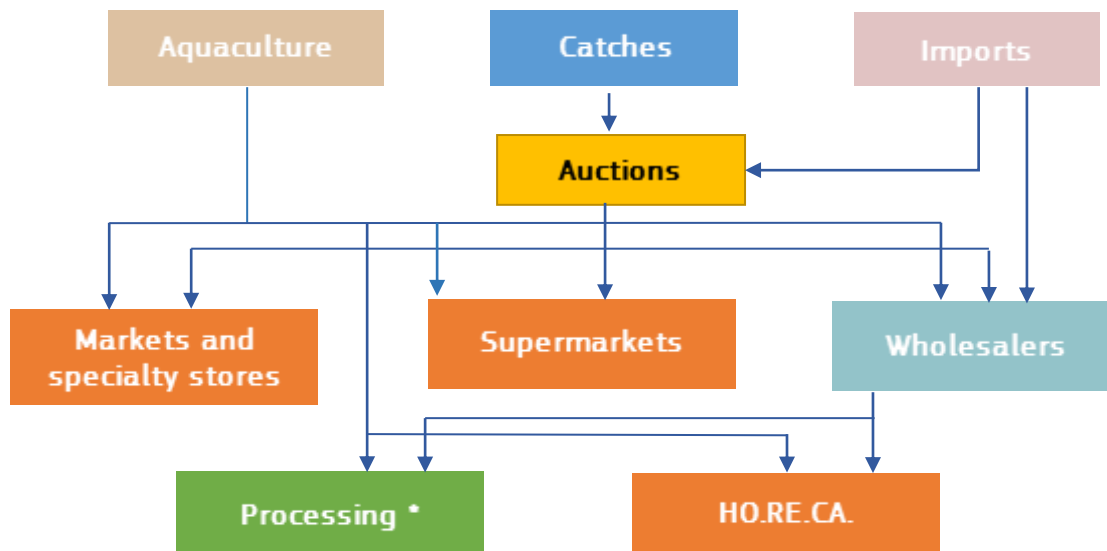 Aquaculture
Catches
Imports
Auctions
Markets and
specialty stores
Supermarkets
Wholesalers
Processing *
HO.RE.CA.